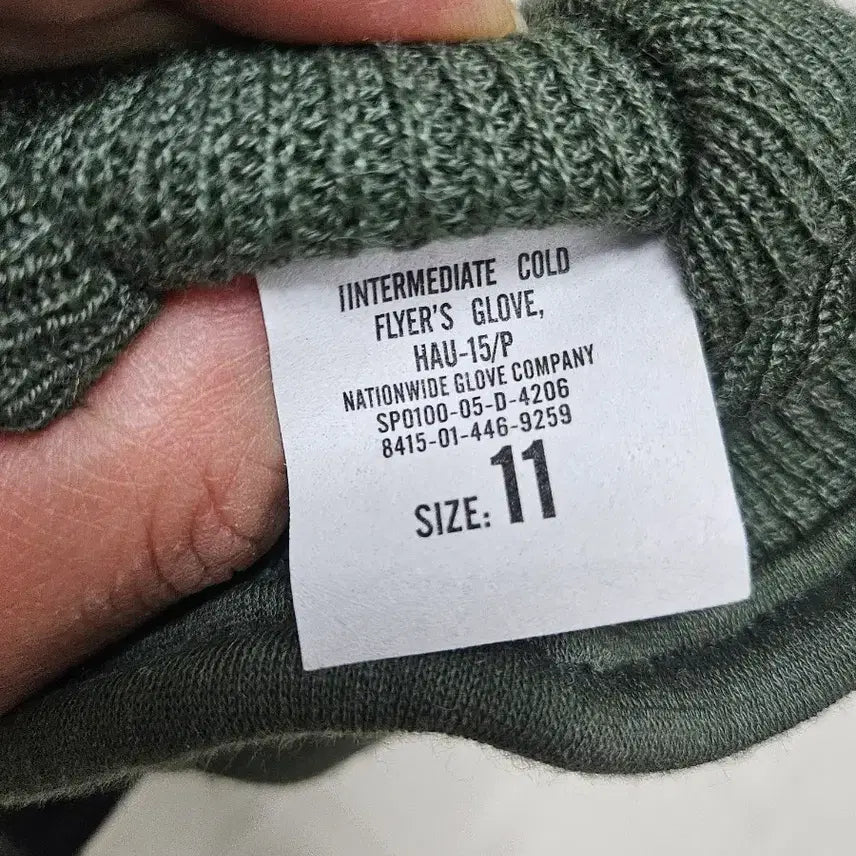 IINTERMEDIATE COLD
FLYER'S GLOVE,
HAU-15/P
NATIONWIDE GLOVE COMPANY
SP0100-05-D-4206
8415-01-446-9259
SIZE: 11